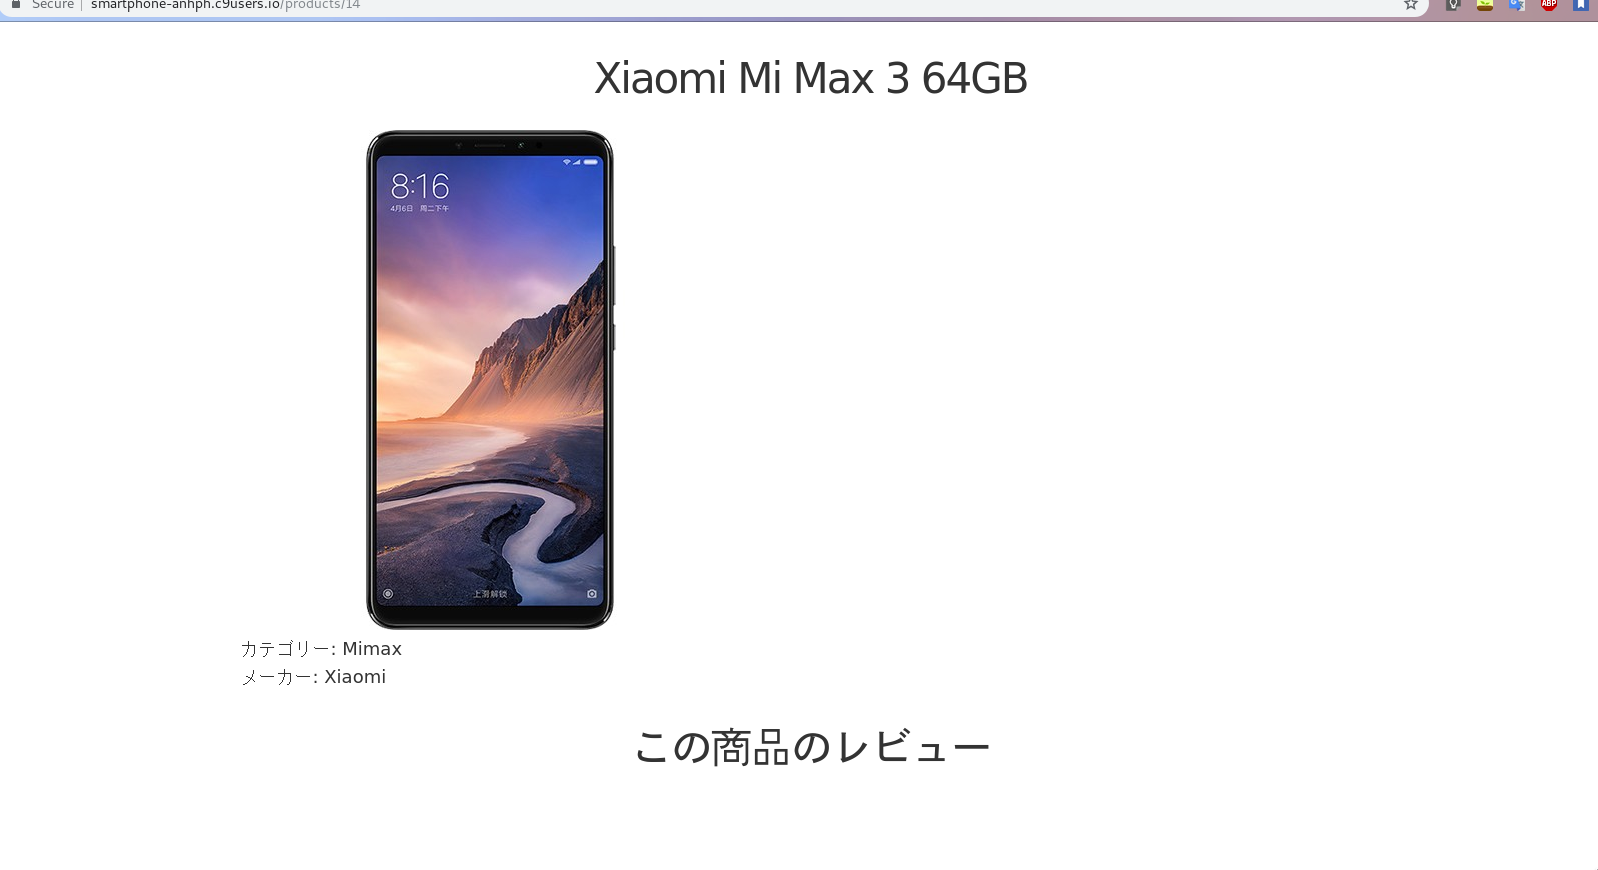 Secure smartphone-anhph.c9users.io/products/14
ABP
Xiaomi Mi Max 3 64GB
8:16
4月6日 周二下午
上滑解锁
カテゴリー: Mimax
メーカー: Xiaomi
この商品のレビュー